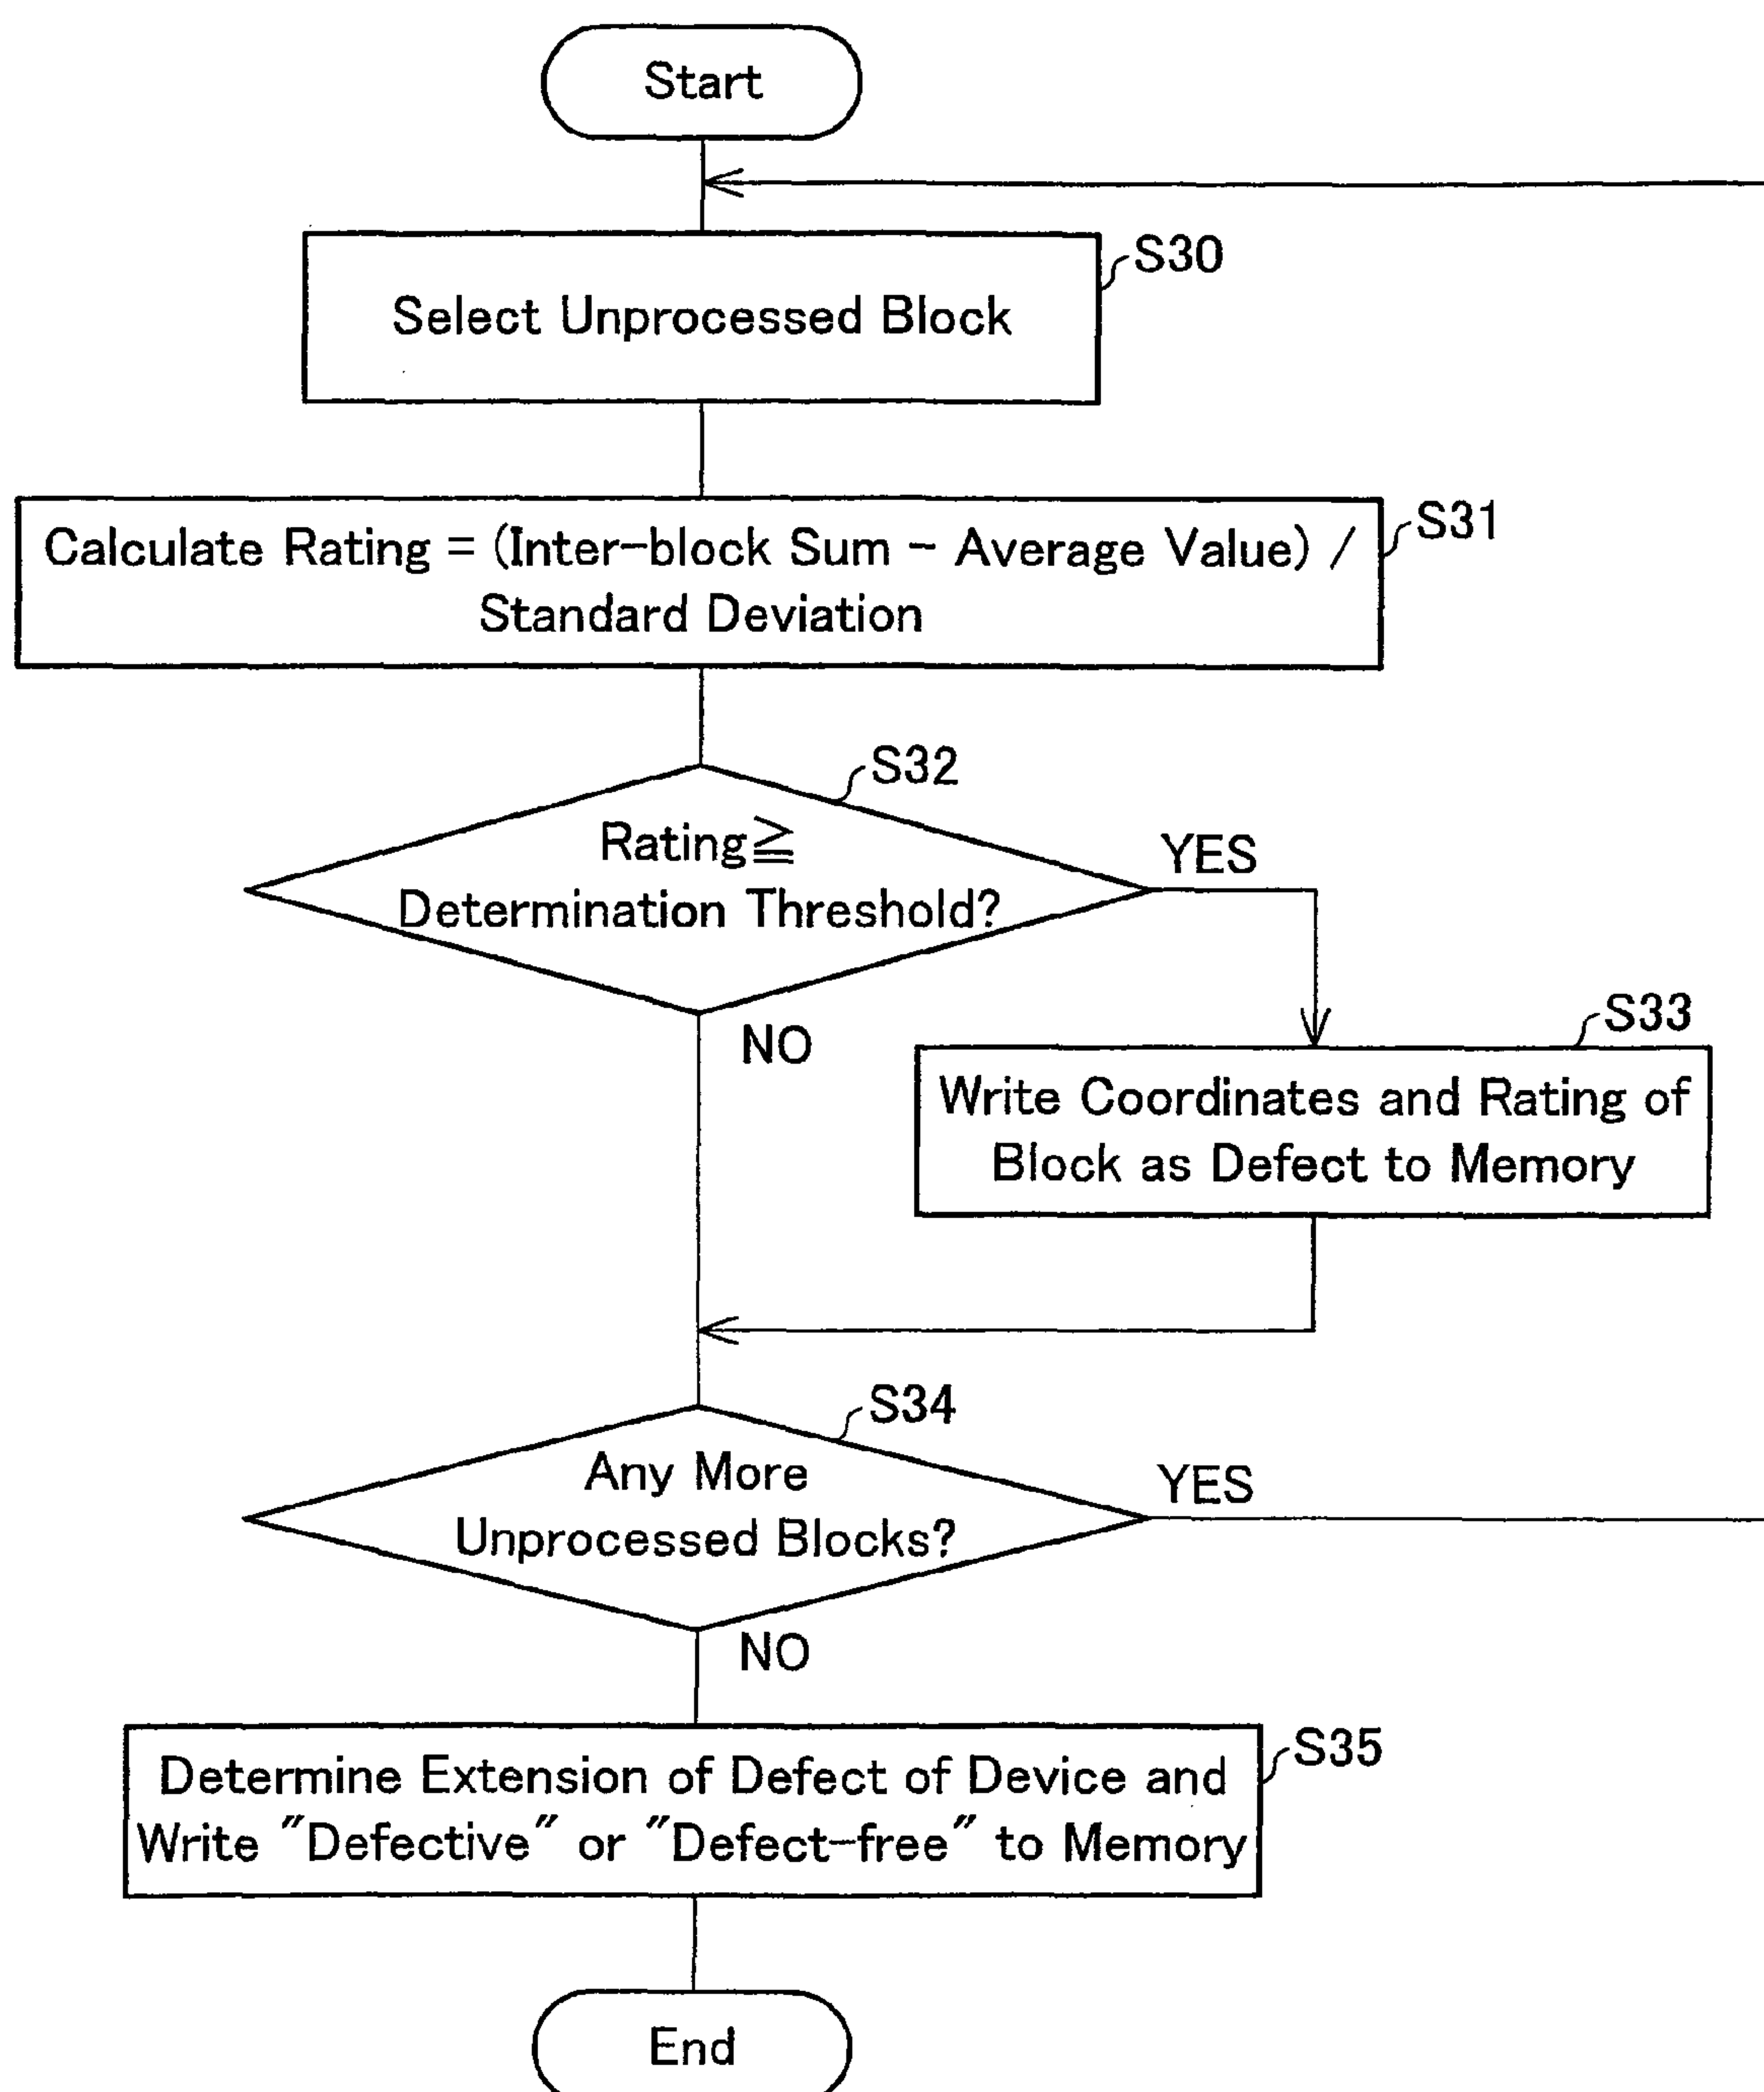 Start
S30
Select Unprocessed Block
S31
Calculate Rating = (Inter-block Sum - Average Value) /
Standard Deviation
S32
Rating≧
Determination Threshold?
YES
NO
S33
Write Coordinates and Rating of
Block as Defect to Memory
S34
Any More
Unprocessed Blocks?
YES
NO
S35
Determine Extension of Defect of Device and
Write "Defective" or "Defect-free" to Memory
End